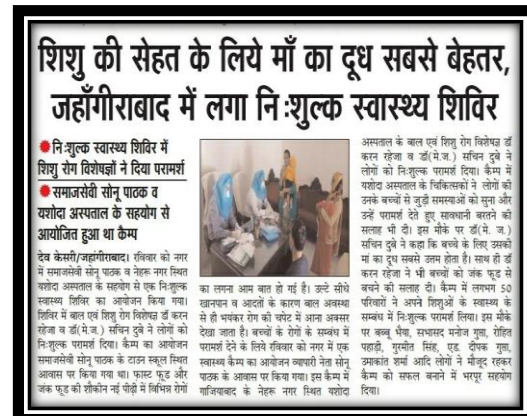 शिशु की सेहत के लिये माँ का दूध सबसे बेहतर,
जहाँगीराबाद में लगा नि:शुल्क स्वास्थ्य शिविर
नि:शुल्क स्वास्थ्य शिविर में
शिशु रोग विशेषज्ञों ने दिया परामर्श
समाजसेवी सोनू पाठक व
यशोदा अस्पताल के सहयोग से
आयोजित हुआ था कैम्प
देव केसरी/जहाँगीराबाद। रविवार को नगर
में समाजसेवी सोनू पाठक व नेहरू नगर स्थित
यशोदा अस्पताल के सहयोग से एक निःशुल्क
स्वास्थ्य शिविर का आयोजन किया गया।
शिविर में बाल एवं शिशु रोग विशेषज्ञ डॉ करन
रहेजा व डॉ(मे.ज.) सचिन दुबे ने लोगों को
नि:शुल्क परामर्श दिया। कैम्प का आयोजन
समाजसेवी सोनू पाठक के टाउन स्कूल स्थित
आवास पर किया गया था। फास्ट फूड और
जंक फूड की शौकीन नई पीढ़ी में विभिन्न रोगों
का लगना आम बात हो गई है। उल्टे सीधे
खानपान व आदतों के कारण बाल अवस्था
से ही भयंकर रोग की चपेट में आना अक्सर
देखा जाता है। बच्चों के रोगों के सम्बंध में
परामर्श देने के लिये रविवार को नगर में एक
स्वास्थ्य कैम्प का आयोजन व्यापारी नेता सोनू
पाठक के आवास पर किया गया। इस कैम्प में
गाजियाबाद के नेहरू नगर स्थित यशोदा
अस्पताल के बाल एवं शिशु रोग विशेषज्ञ डॉ
करन रहेजा व डॉ(मे.ज.) सचिन दुबे ने
लोगों को निःशुल्क परामर्श दिया। कैम्प में
यशोदा अस्पताल के चिकित्सकों ने लोगों को
उनके बच्चों से जुड़ी समस्याओं को सुना और
उन्हें परामर्श देते हुए सावधानी बरतने की
सलाह भी दी। इस मौके पर डॉ(मे. ज.)
सचिन दुबे ने कहा कि बच्चे के लिए उसकी
मां का दूध सबसे उत्तम होता है। साथ ही डॉ
करन रहेजा ने भी बच्चों को जंक फूड से
बचने की सलाह दी। कैम्प में लगभग 50
परिवारों ने अपने शिशुओं के स्वास्थ्य के
सम्बंध में निःशुल्क परामर्श लिया। इस मौके
पर बब्बू भैया, सभासद मनोज गुप्ता, रोहित
पहाड़ी, गुरमीत सिंह, एड. दीपक गुप्ता,
उमाकांत शर्मा आदि लोगों ने मौजूद रहकर
कैम्प को सफल बनाने में भरपूर सहयोग
दिया।